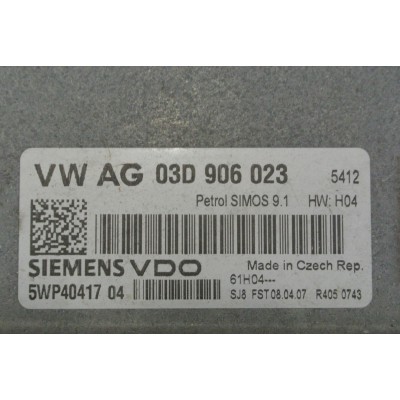 VW AG 03D 906 023 5412
Petrol SIMOS 9.1 HW: H04
SIEMENS VDO Made in Czech Rep.
61H04---
5WP40417 04 SJ8 FST 08.04.07 R405 0743